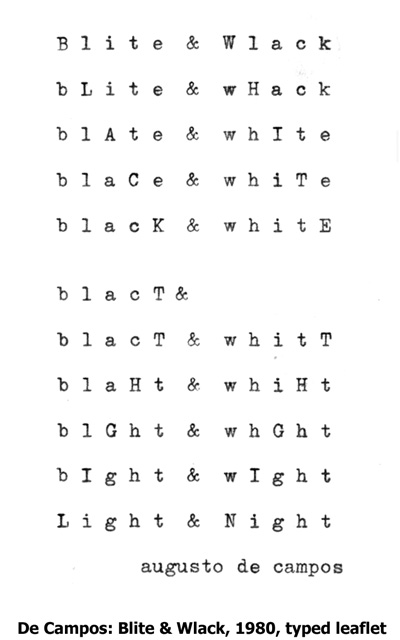 B l i t e & W l a c k
b L i t e & w H a c k
b l A t e & w h I t e
b l a C e & w h i T e
b l a c K & w h i t E
b l a c T &
b l a c T & w h i t T
b l a H t & w h i H t
b l G h t & w h G h t
b I g h t & w I g h t
L i g h t & N i g h t
augusto de campos
De Campos: Blite & Wlack, 1980, typed leaflet